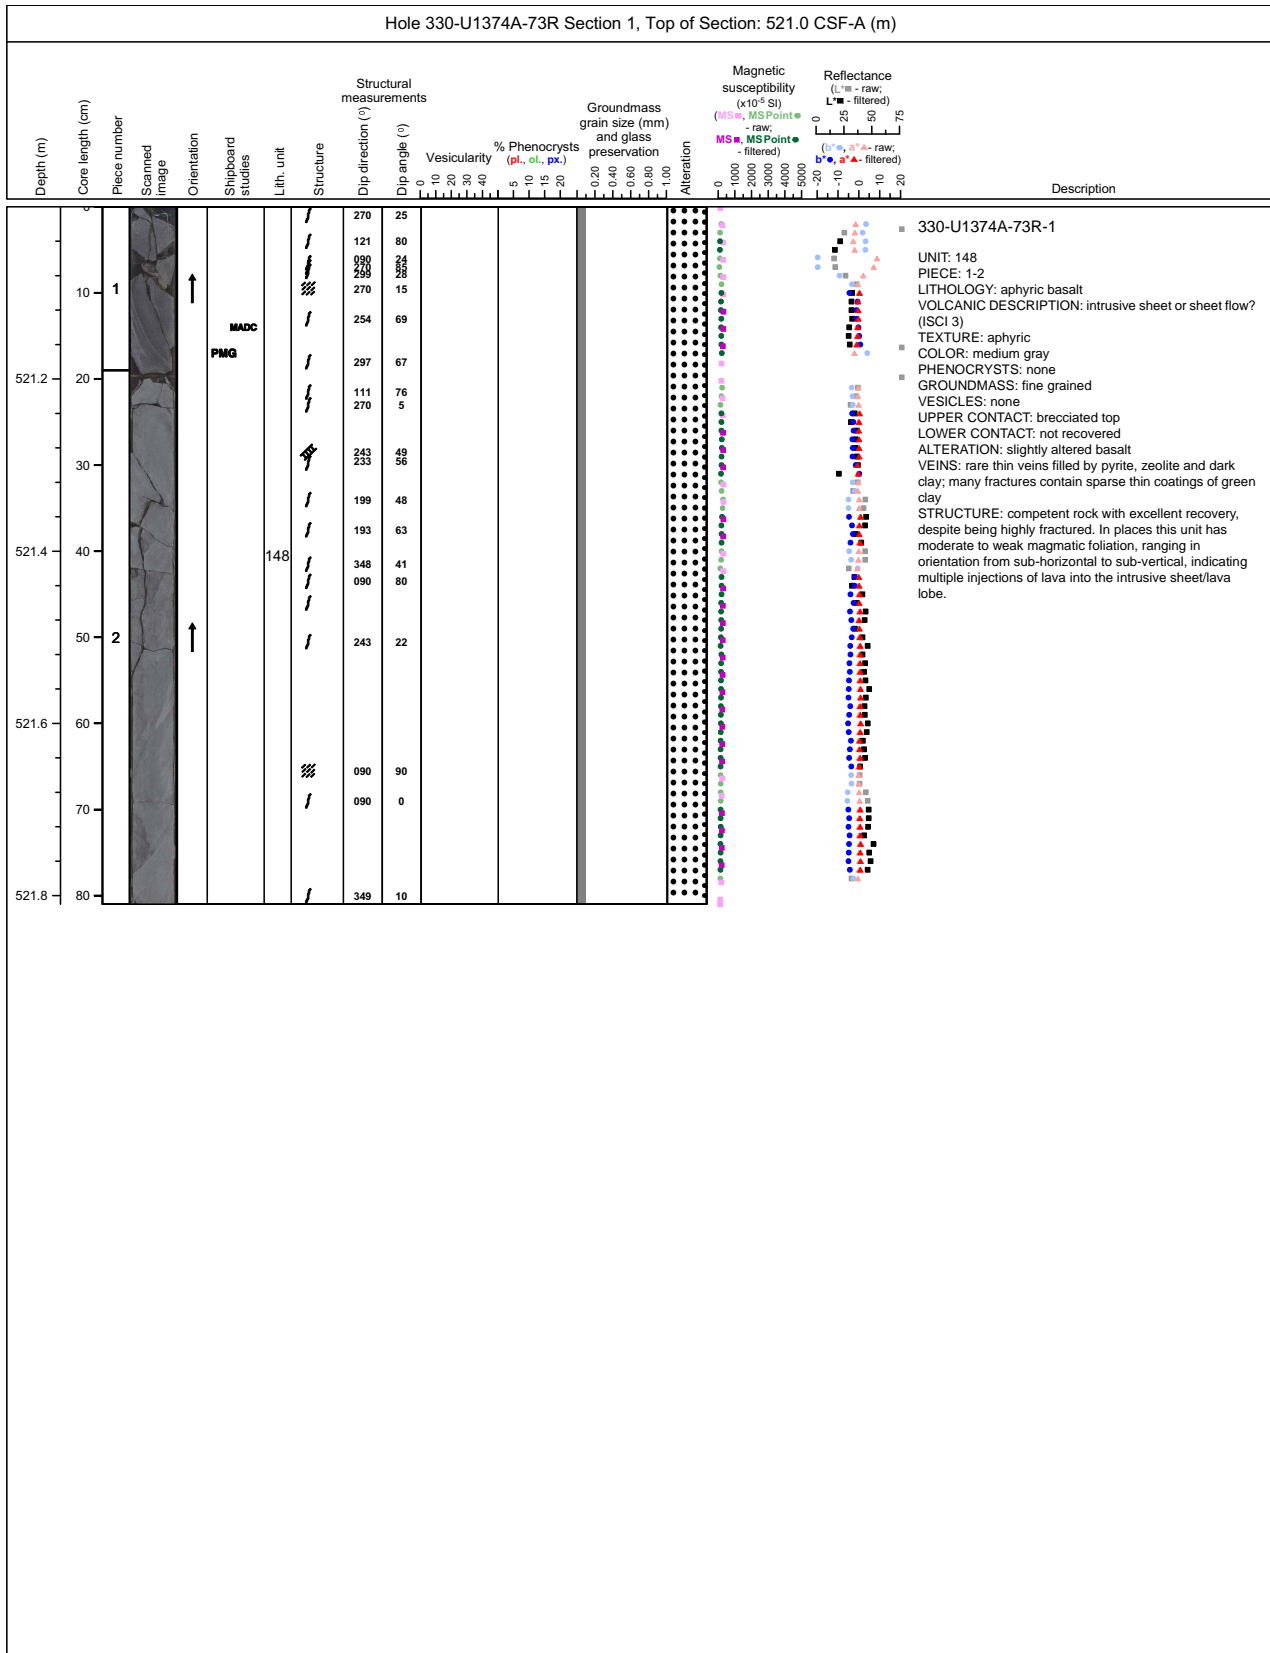 Hole 330-U1374A-73R Section 1, Top of Section: 521.0 CSF-A (m)
Depth (m)
Core length (cm)
Piece number
Scanned image
Orientation
Shipboard studies
Lith. unit
Structure
Structural measurements
Dip direction (°)
Dip angle (°)
Vesicularity
0 10 20 30 40
% Phenocrysts
(pl., ol., px.)
5 10 15 20
Groundmass
grain size (mm)
and glass
preservation
0.20 0.40 0.60 0.80 1.00
Alteration
Magnetic
susceptibility
(x10⁻⁵ SI)
(MS■, MSPoint●
- raw;
MS■, MSPoint●
- filtered)
0 1000 2000 3000 4000 5000
Reflectance
(L*■ - raw;
L*■ - filtered)
0 25 50 75
(b*●, a*▲- raw;
b*●, a*▲- filtered)
-20 -10 0 10 20
Description
0
270 25
121 80
090 24
270 85
299 28
10 1 270 15
254 69
MADC
PMG
297 67
521.2 20
111 76
270 5
243 49
30 233 56
199 48
193 63
521.4 40 148
348 41
090 80
50 2 243 22
521.6 60
090 90
70 090 0
521.8 80 349 10
330-U1374A-73R-1
UNIT: 148
PIECE: 1-2
LITHOLOGY: aphyric basalt
VOLCANIC DESCRIPTION: intrusive sheet or sheet flow?
(ISCI 3)
TEXTURE: aphyric
COLOR: medium gray
PHENOCRYSTS: none
GROUNDMASS: fine grained
VESICLES: none
UPPER CONTACT: brecciated top
LOWER CONTACT: not recovered
ALTERATION: slightly altered basalt
VEINS: rare thin veins filled by pyrite, zeolite and dark
clay; many fractures contain sparse thin coatings of green
clay
STRUCTURE: competent rock with excellent recovery,
despite being highly fractured. In places this unit has
moderate to weak magmatic foliation, ranging in
orientation from sub-horizontal to sub-vertical, indicating
multiple injections of lava into the intrusive sheet/lava
lobe.